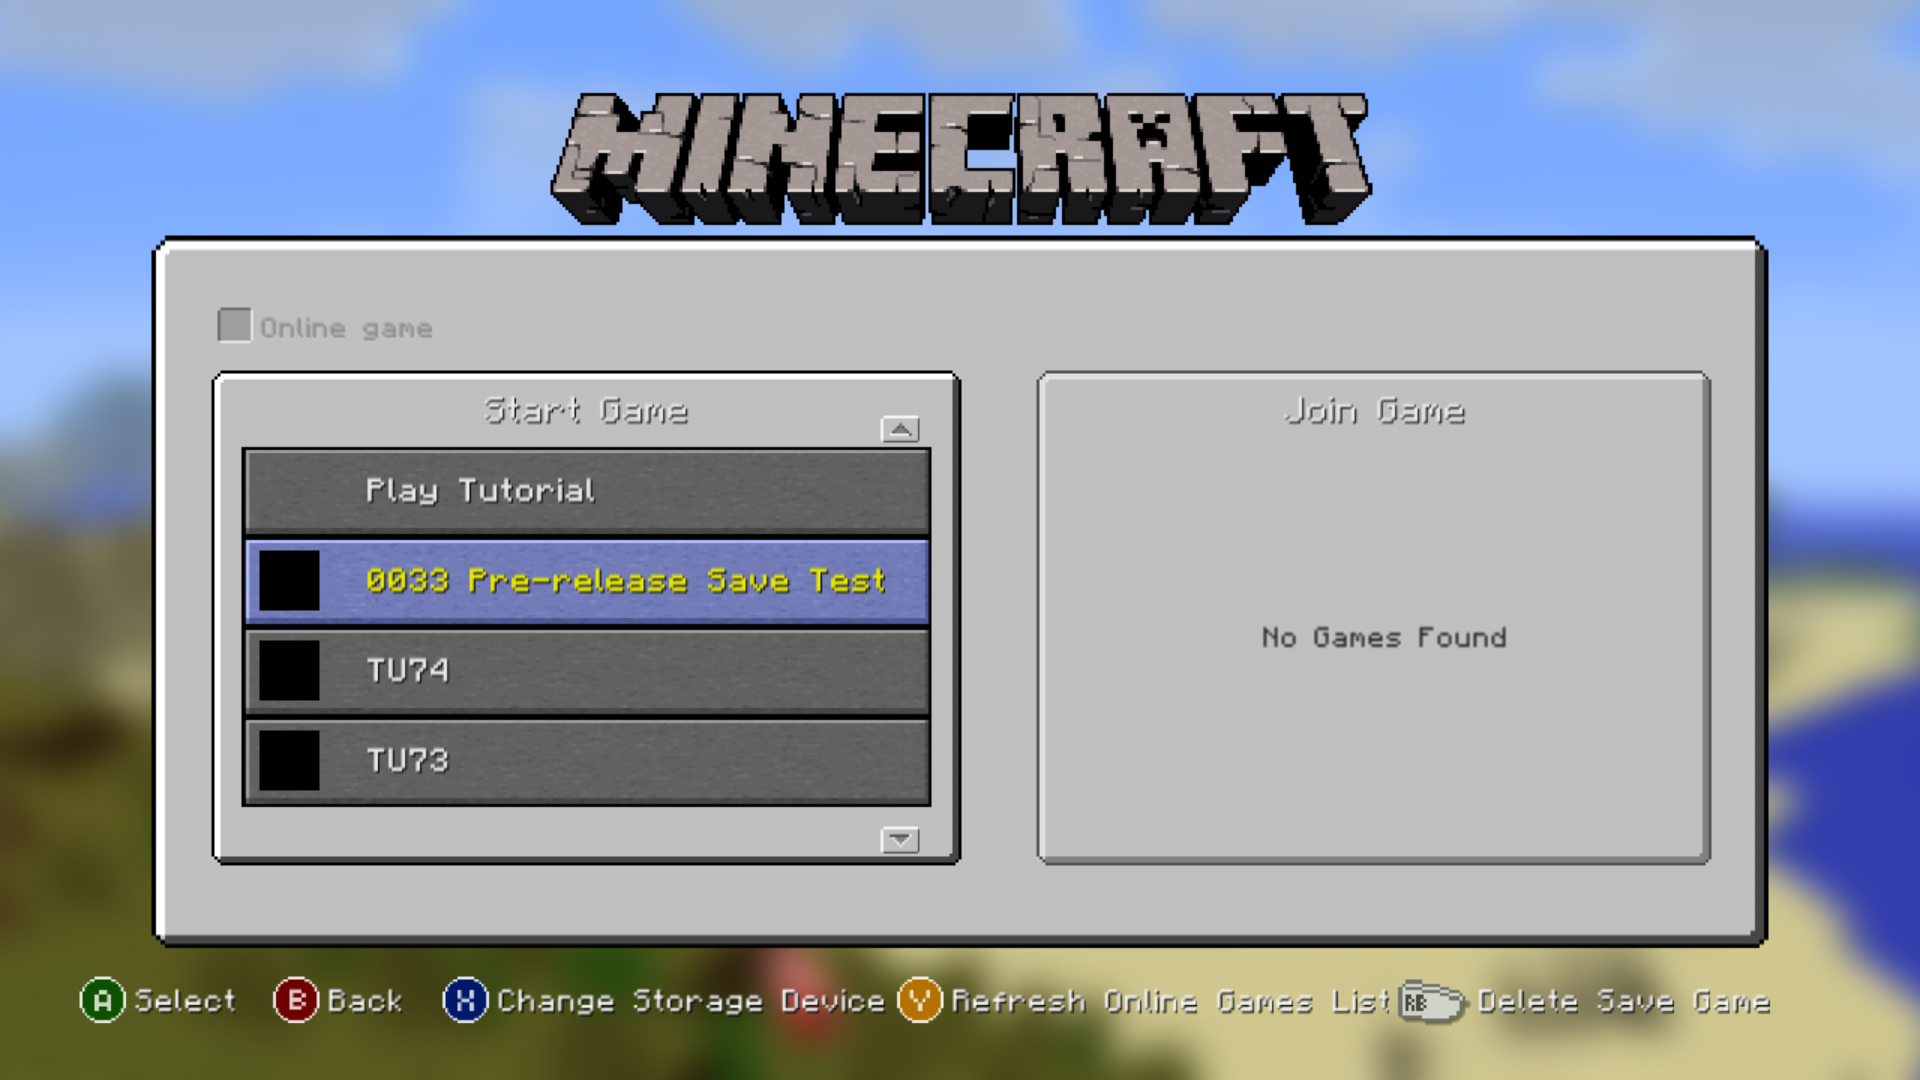 MINECRAFT
Online game
Start Game
Play Tutorial
0033 Pre-release Save Test
TU74
TU73
Join Game
No Games Found
A Select B Back X Change Storage Device Y Refresh Online Games List RB Delete Save Game